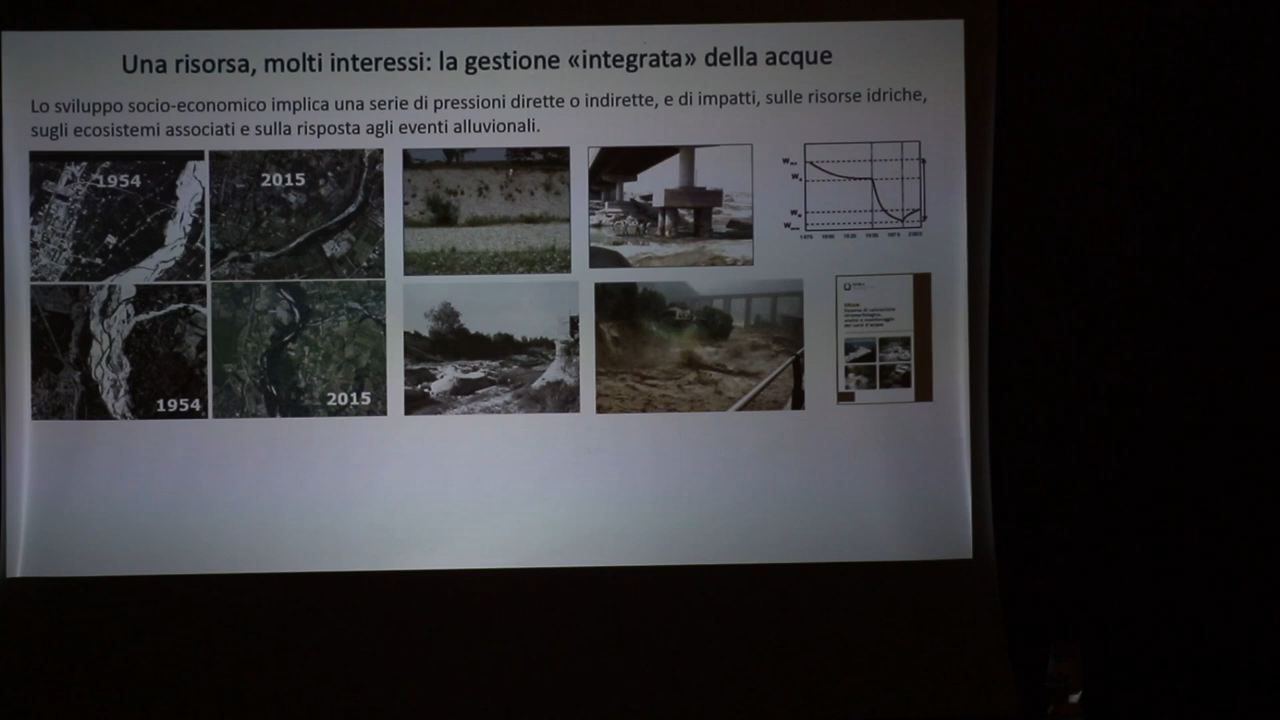 Una risorsa, molti interessi: la gestione «integrata» della acque
Lo sviluppo socio-economico implica una serie di pressioni dirette o indirette, e di impatti, sulle risorse idriche,
sugli ecosistemi associati e sulla risposta agli eventi alluvionali.
1954
2015
1954
2015